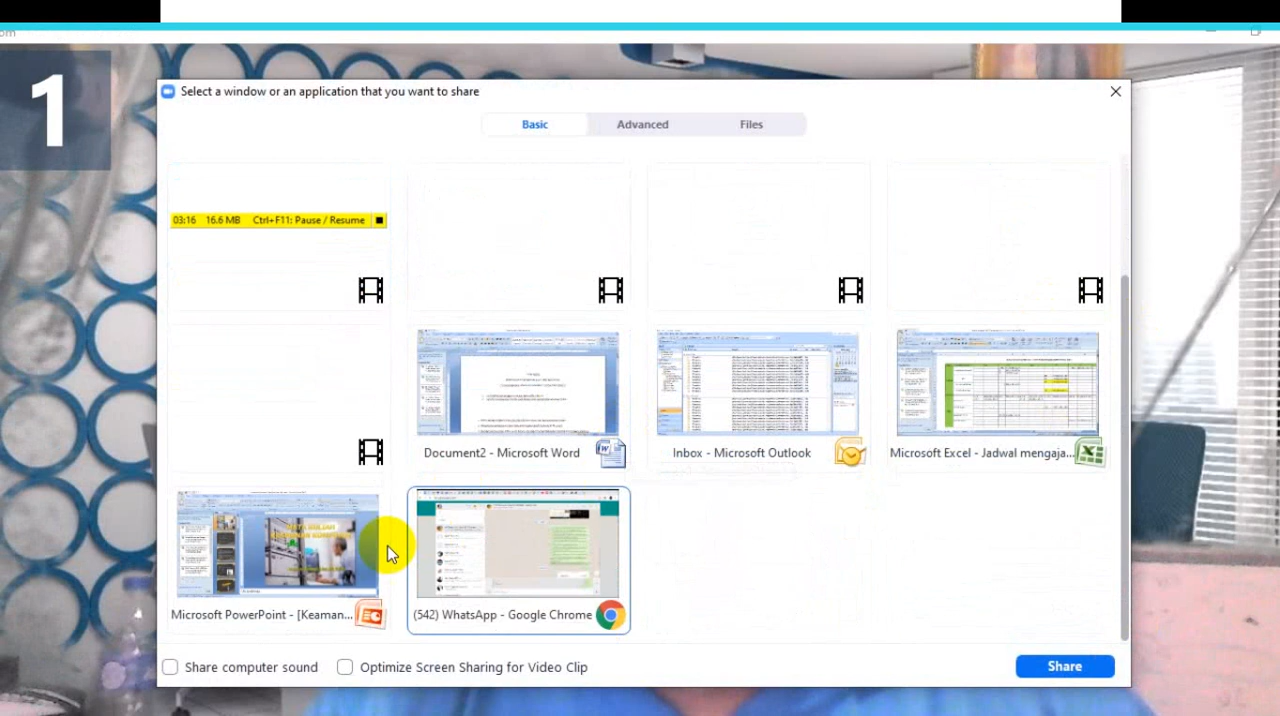 om
1
Select a window or an application that you want to share
Basic
Advanced
Files
03:16 16.6 MB Ctrl+F11: Pause / Resume
Document2 - Microsoft Word
Inbox - Microsoft Outlook
Microsoft Excel - Jadwal mengaja...
Microsoft PowerPoint - [Keaman...
(542) WhatsApp - Google Chrome
Share computer sound
Optimize Screen Sharing for Video Clip
Share